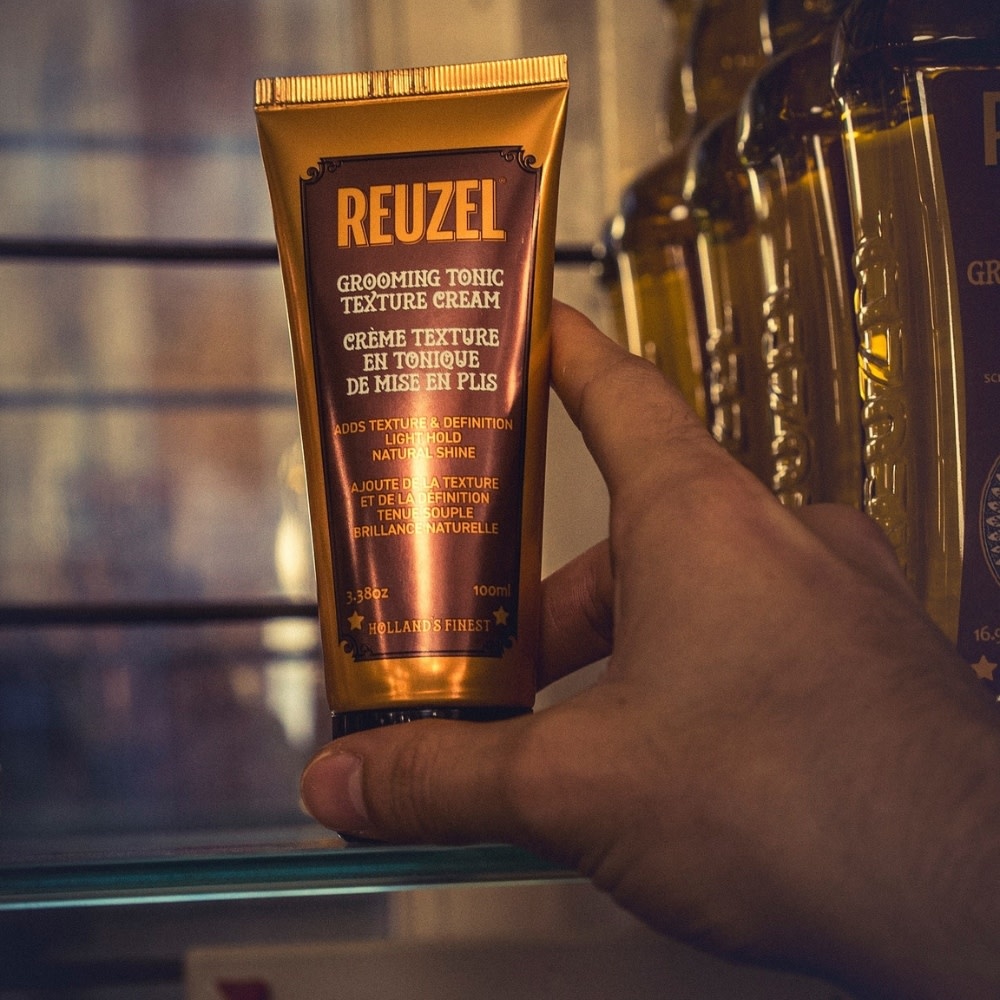 REUZEL
GROOMING TONIC
TEXTURE CREAM
CRÈME TEXTURE
EN TONIQUE
DE MISE EN PLIS
ADDS TEXTURE & DEFINITION
LIGHT HOLD
NATURAL SHINE
AJOUTE DE LA TEXTURE
ET DE LA DÉFINITION
TENUE SOUPLE
BRILLANCE NATURELLE
3.38oz 100ml
HOLLAND'S FINEST